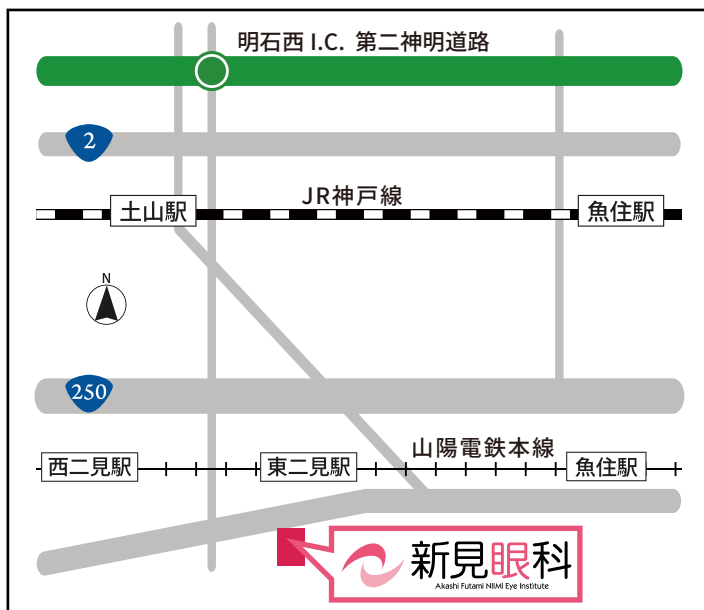 明石西 I.C. 第二神明道路
2
JR神戸線
土山駅
魚住駅
N
250
山陽電鉄本線
西二見駅
東二見駅
魚住駅
新見眼科
Akashi Futami NIIMI Eye Institute